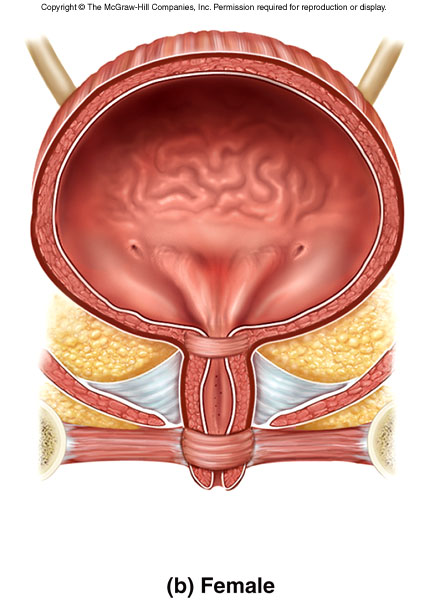 Copyright © The McGraw-Hill Companies, Inc. Permission required for reproduction or display.
(b) Female